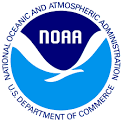 NATIONAL OCEANIC AND ATMOSPHERIC ADMINISTRATION
NOAA
U.S. DEPARTMENT OF COMMERCE